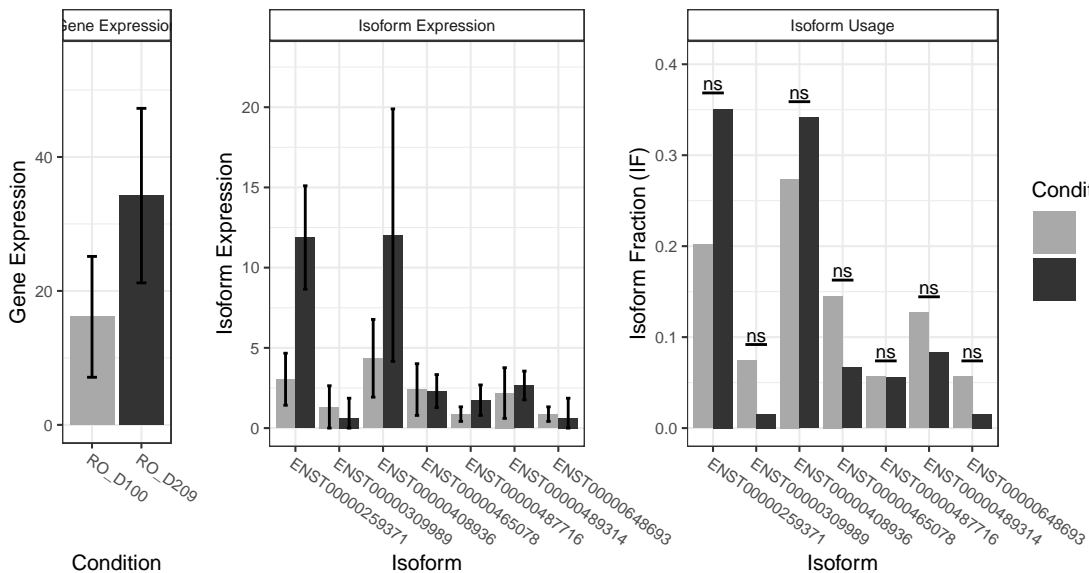 Gene Expression
Isoform Expression
Isoform Usage
Gene Expression
0
20
40
RO_D100
RO_D209
Condition
Isoform Expression
0
5
10
15
20
ENST00000259371
ENST00000309989
ENST00000408936
ENST00000465078
ENST00000487716
ENST00000489314
ENST00000648693
Isoform
Isoform Fraction (IF)
0.0
0.1
0.2
0.3
0.4
ns
ns
ns
ns
ns
ns
ns
ENST00000259371
ENST00000309989
ENST00000408936
ENST00000465078
ENST00000487716
ENST00000489314
ENST00000648693
Isoform
Condit